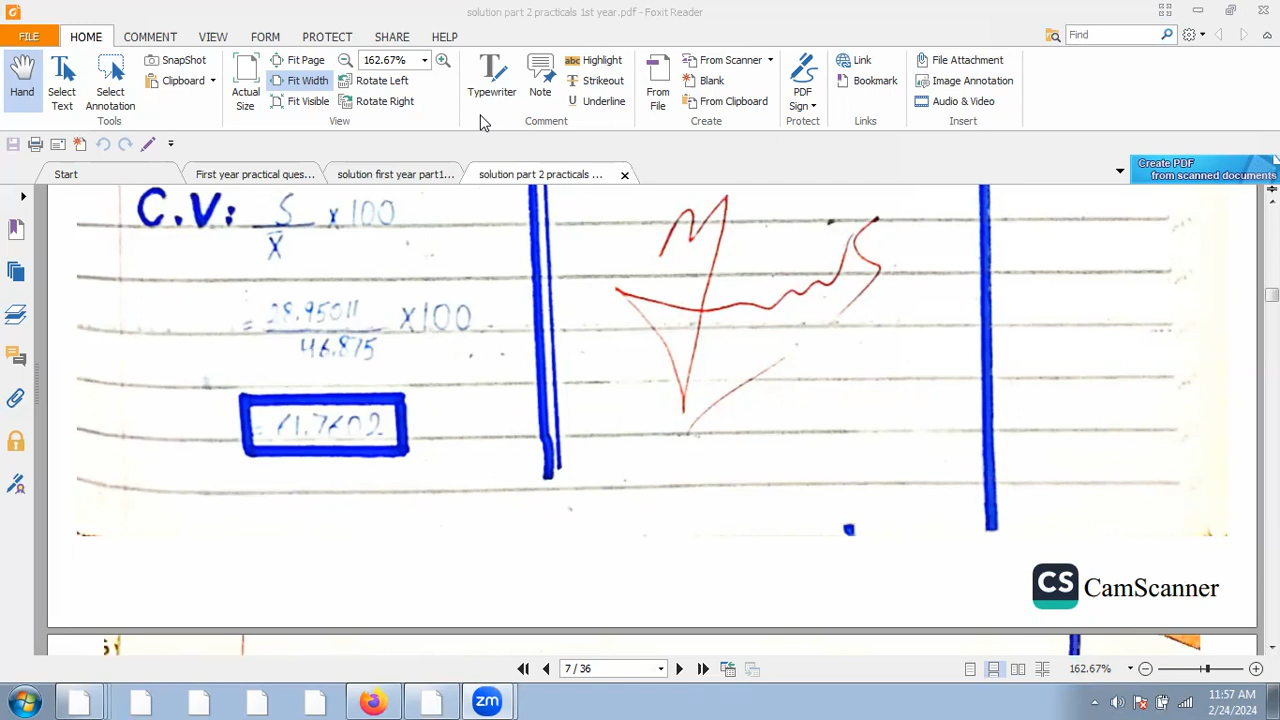 solution part 2 practicals 1st year.pdf - Foxit Reader
FILE HOME COMMENT VIEW FORM PROTECT SHARE HELP
Find
SnapShot Fit Page 162.67% Highlight From Scanner Link File Attachment
Clipboard Fit Width Rotate Left Strikeout Blank Bookmark Image Annotation
Hand Select Text Select Annotation Actual Size Fit Visible Rotate Right Typewriter Note Underline From File From Clipboard PDF Sign Audio & Video
Tools View Comment Create Protect Links Insert
Start First year practical ques... solution first year part1... solution part 2 practicals ...
Create PDF
from scanned documents
C.V: S/X̄ x 100
= 28.95011/46.875 X100
= 61.7602
CS CamScanner
7 / 36 162.67%
zm
11:57 AM
2/24/2024